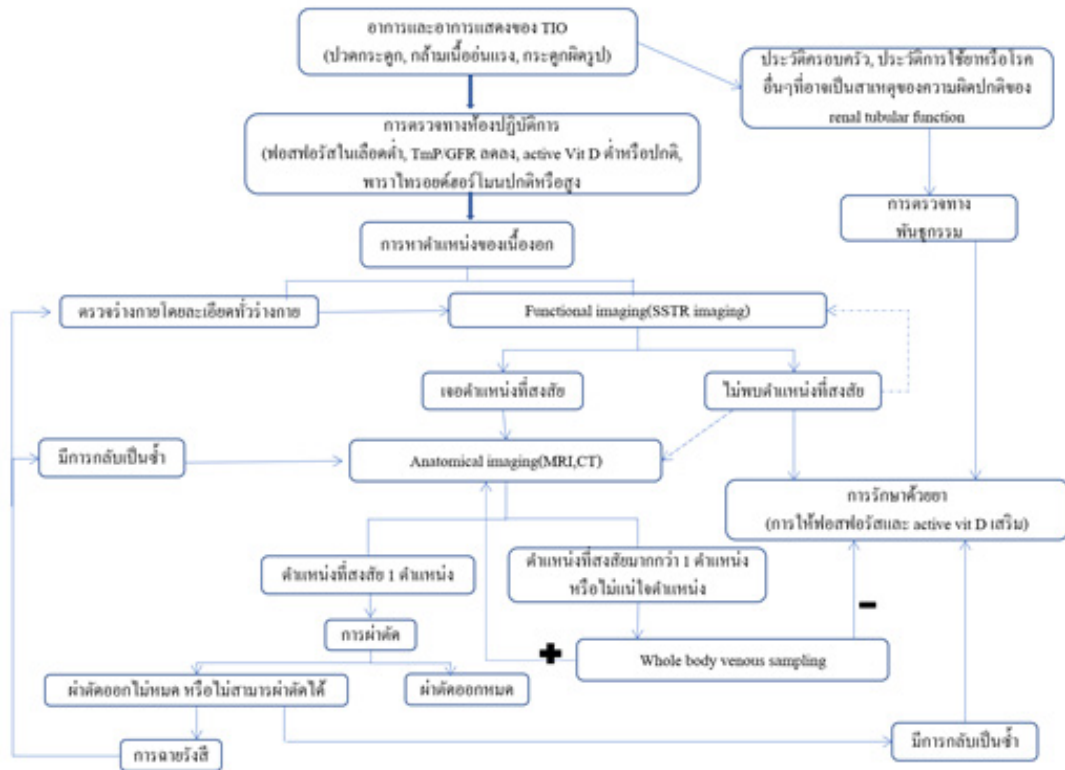 อาการและอาการแสดงของ TIO
(ปวดกระดูก, กล้ามเนื้ออ่อนแรง, กระดูกผิดรูป)
ประวัติครอบครัว, ประวัติการใช้ยาหรือโรค
อื่นๆที่อาจเป็นสาเหตุของความผิดปกติของ
renal tubular function
การตรวจทางห้องปฏิบัติการ
(ฟอสฟอรัสในเลือดต่ำ, TmP/GFR ลดลง, active Vit D ต่ำหรือปกติ,
พาราไทรอยด์ฮอร์โมนปกติหรือสูง
การตรวจทาง
พันธุกรรม
การหาตำแหน่งของเนื้องอก
ตรวจร่างกายโดยละเอียดทั่วร่างกาย
Functional imaging(SSTR imaging)
เจอตำแหน่งที่สงสัย
ไม่พบตำแหน่งที่สงสัย
มีการกลับเป็นซ้ำ
Anatomical imaging(MRI,CT)
การรักษาด้วยยา
(การให้ฟอสฟอรัสและ active vit D เสริม)
ตำแหน่งที่สงสัย 1 ตำแหน่ง
ตำแหน่งที่สงสัยมากกว่า 1 ตำแหน่ง
หรือไม่แน่ใจตำแหน่ง
การผ่าตัด
+
-
Whole body venous sampling
ผ่าตัดออกไม่หมด หรือไม่สามารผ่าตัดได้
ผ่าตัดออกหมด
การฉายรังสี
มีการกลับเป็นซ้ำ